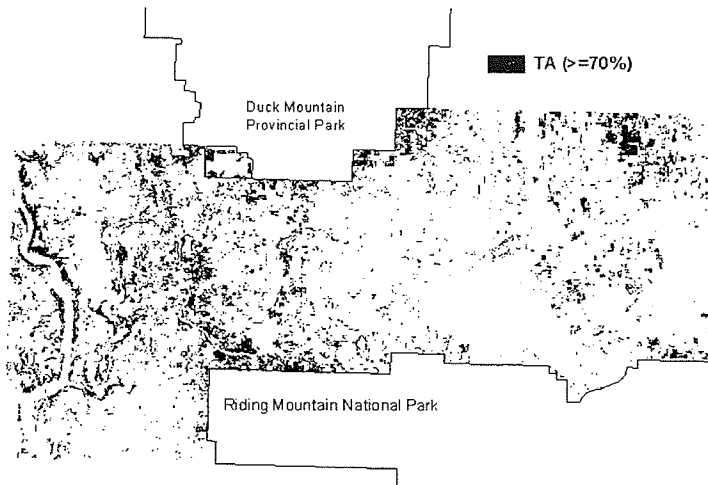 TA (>=70%)
Duck Mountain
Provincial Park
Riding Mountain National Park